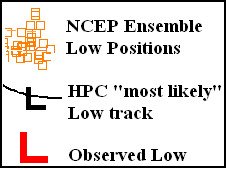 NCEP Ensemble
Low Positions
L
HPC "most likely"
Low track
L
Observed Low